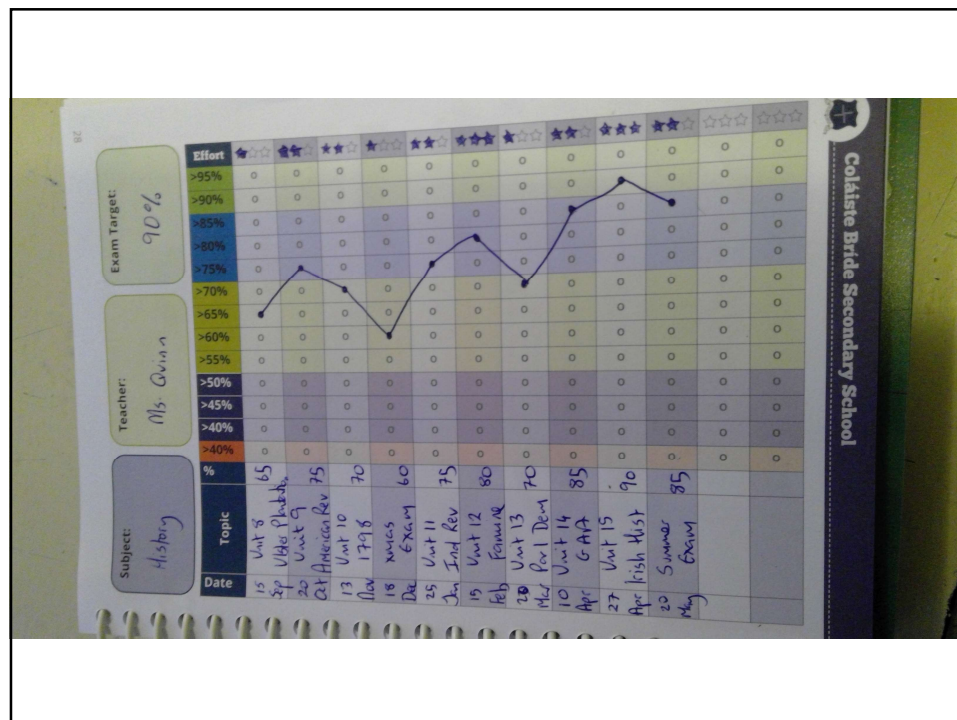 Coláiste Bríde Secondary School
28
Subject:
History
Teacher:
Ms. Quinn
Exam Target:
90%
Date
Topic
%
>40%
>40%
>45%
>50%
>55%
>60%
>65%
>70%
>75%
>80%
>85%
>90%
>95%
Effort
15 Unit 8 65
Sep Ulster
20 Unit 9
Oct American Rev 75
13 Unit 10
Nov 1798 70
18 xmas
Dec Exam 60
25 Unit 11
Jan Ind Rev 75
15 Unit 12
Feb Famine 80
20 Unit 13
Mar Parl Dem 70
10 Unit 14
Apr GAA 85
27 Unit 15
Apr Irish Hist 90
20 Summer
May Exam 85